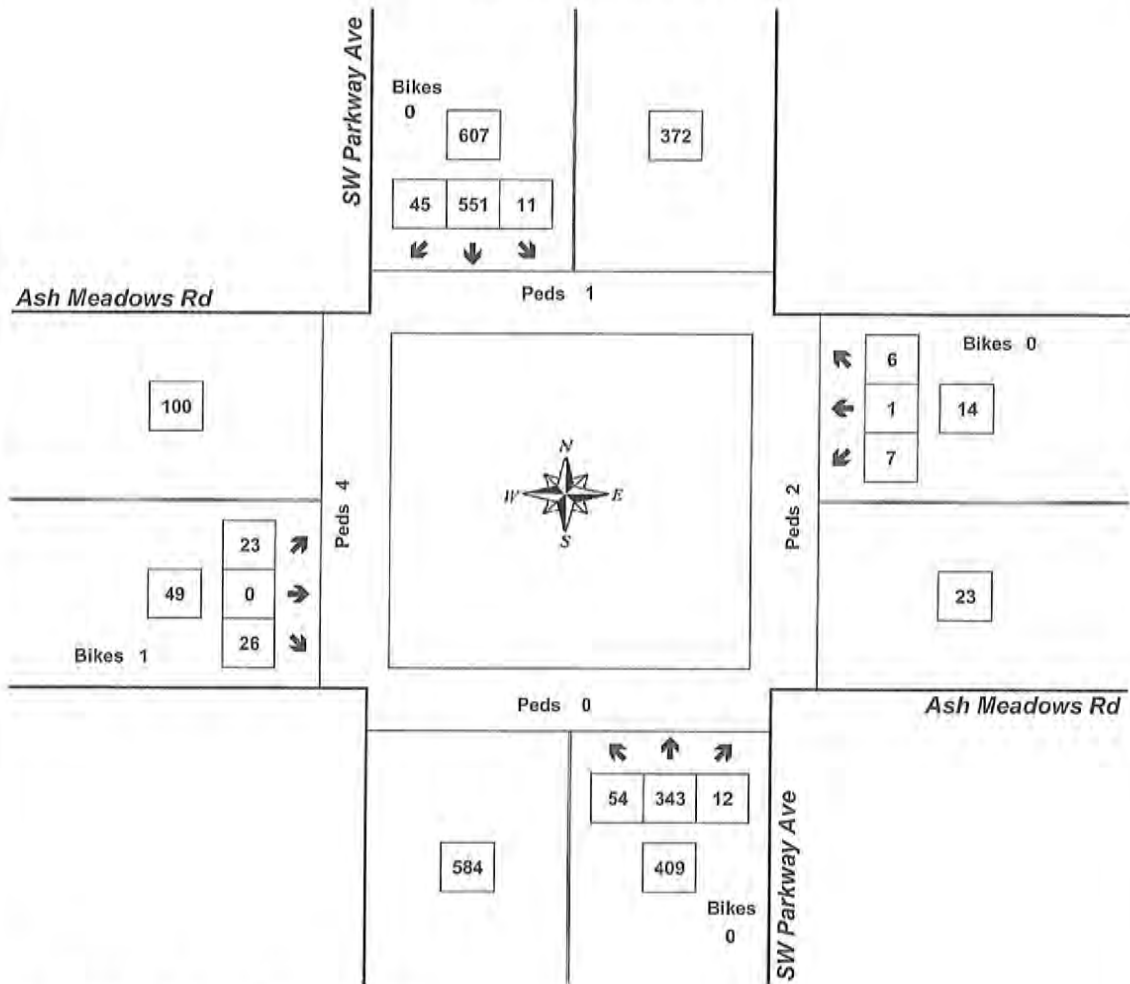 SW Parkway Ave
Bikes
0
607
372
45 551 11
Ash Meadows Rd
Peds 1
100
6
1
7
14
Bikes 0
N
W E
S
Peds 4
Peds 2
49
23
0
26
Bikes 1
23
Peds 0
Ash Meadows Rd
54 343 12
584
409
Bikes
0
SW Parkway Ave